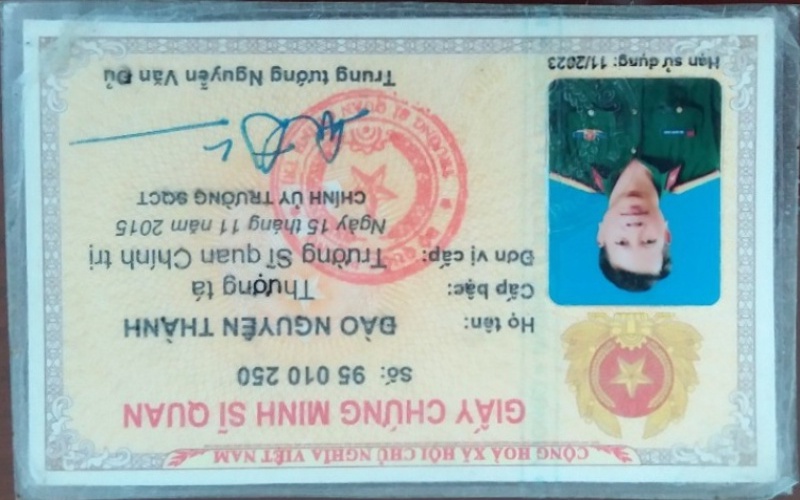 CỘNG HOÀ XÃ HỘI CHỦ NGHĨA VIỆT NAM
GIẤY CHỨNG MINH SĨ QUAN
Số: 95 010 250
Họ tên: ĐÀO NGUYÊN THÀNH
Cấp bậc: Thượng tá
Đơn vị cấp: Trường Sĩ quan Chính trị
Ngày 15 tháng 11 năm 2015
CHÍNH ỦY TRƯỜNG SQCT
Trung tướng Nguyễn Văn Đủ
Hạn sử dụng: 11/2023